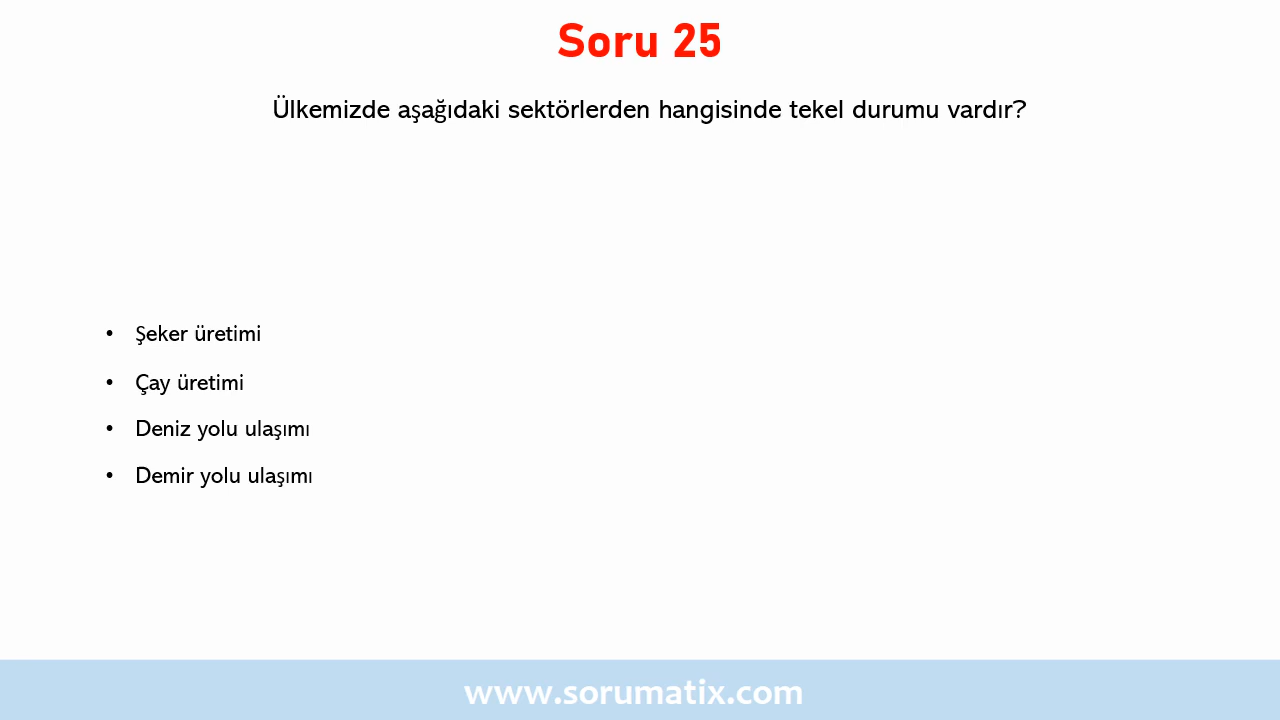 Soru 25
Ülkemizde aşağıdaki sektörlerden hangisinde tekel durumu vardır?
• Şeker üretimi
• Çay üretimi
• Deniz yolu ulaşımı
• Demir yolu ulaşımı
www.sorumatix.com